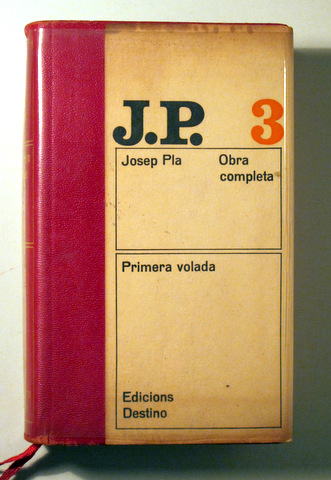 J.P. 3
Josep Pla Obra
completa
Primera volada
Edicions
Destino